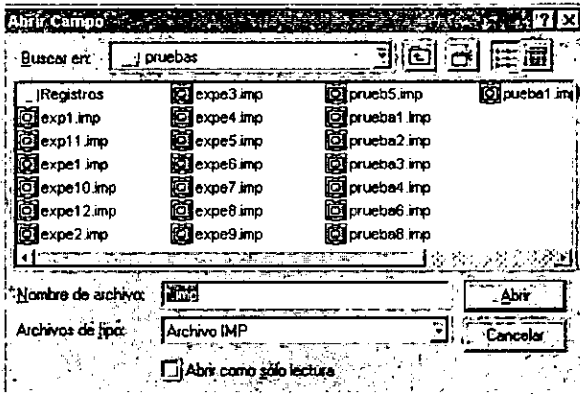 Abrir Campo
Buscar en: pruebas
Registros
exp1.imp
exp11.imp
expe1.imp
expe10.imp
expe12.imp
expe2.imp
expe3.imp
expe4.imp
expe5.imp
expe6.imp
expe7.imp
expe8.imp
expe9.imp
prueb5.imp
prueba1.imp
prueba2.imp
prueba3.imp
prueba4.imp
prueba6.imp
prueba8.imp
pueba1.imp
Nombre de archivo: *.imp Abrir
Archivos de tipo: Archivo IMP Cancelar
Abrir como sólo lectura